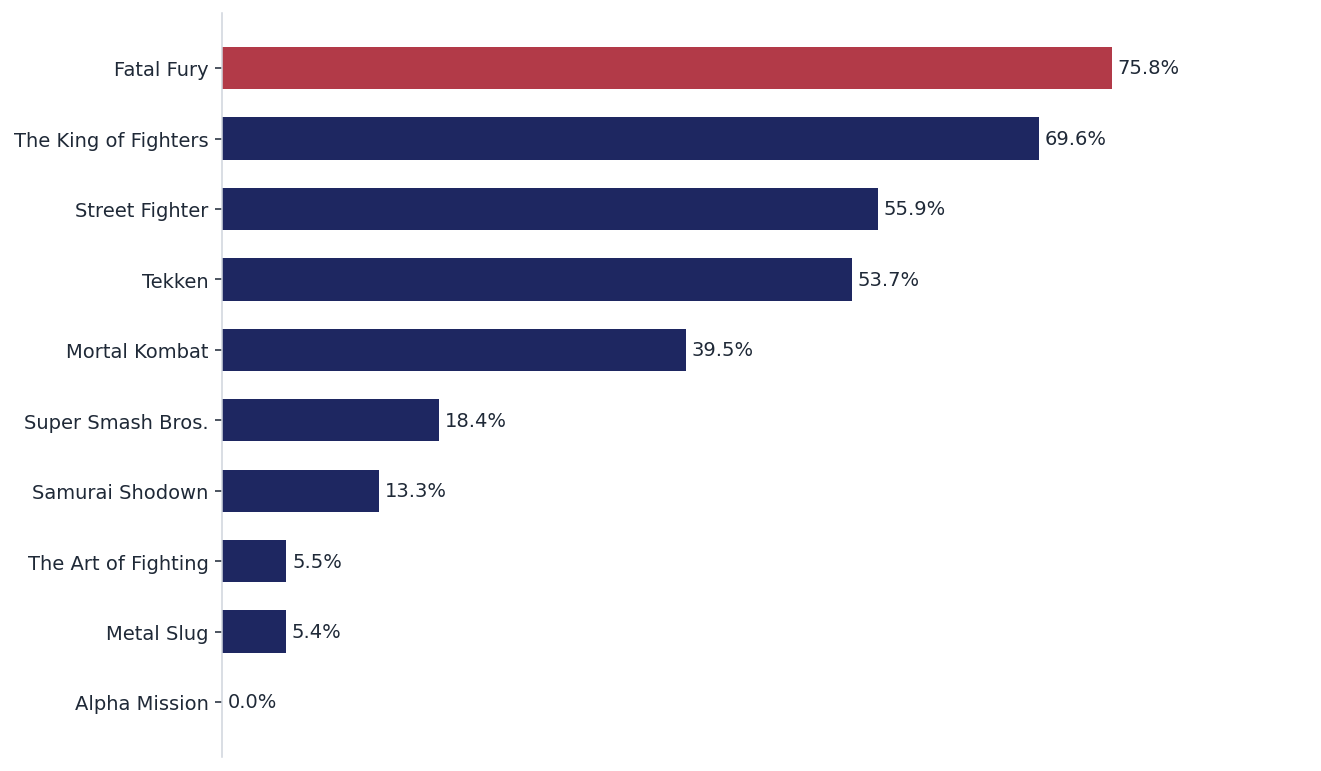 Fatal Fury 75.8%
The King of Fighters 69.6%
Street Fighter 55.9%
Tekken 53.7%
Mortal Kombat 39.5%
Super Smash Bros. 18.4%
Samurai Shodown 13.3%
The Art of Fighting 5.5%
Metal Slug 5.4%
Alpha Mission 0.0%